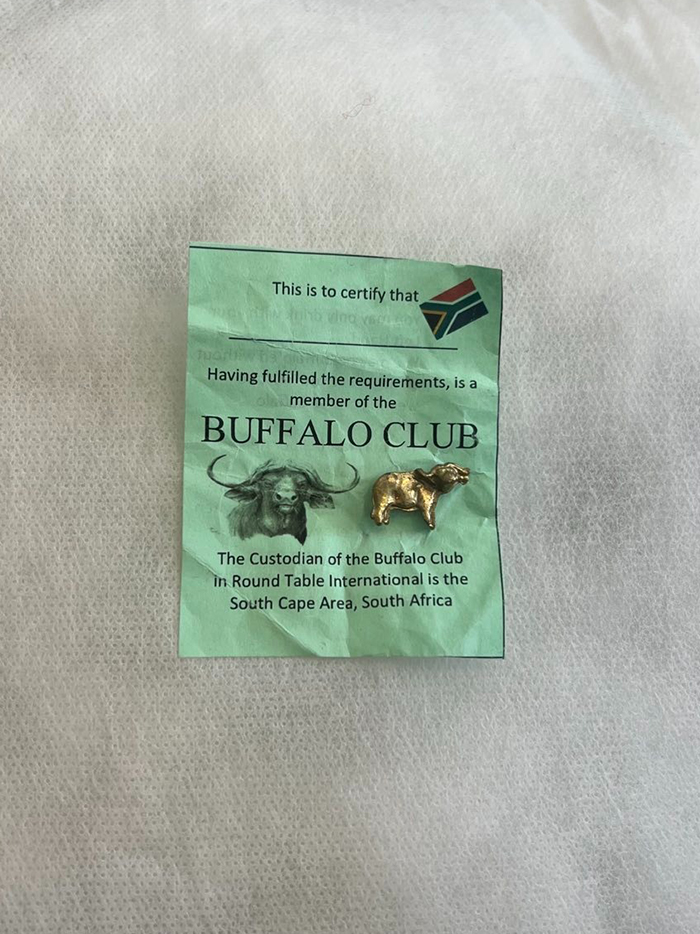 This is to certify that
Having fulfilled the requirements, is a
member of the
BUFFALO CLUB
The Custodian of the Buffalo Club
in Round Table International is the
South Cape Area, South Africa